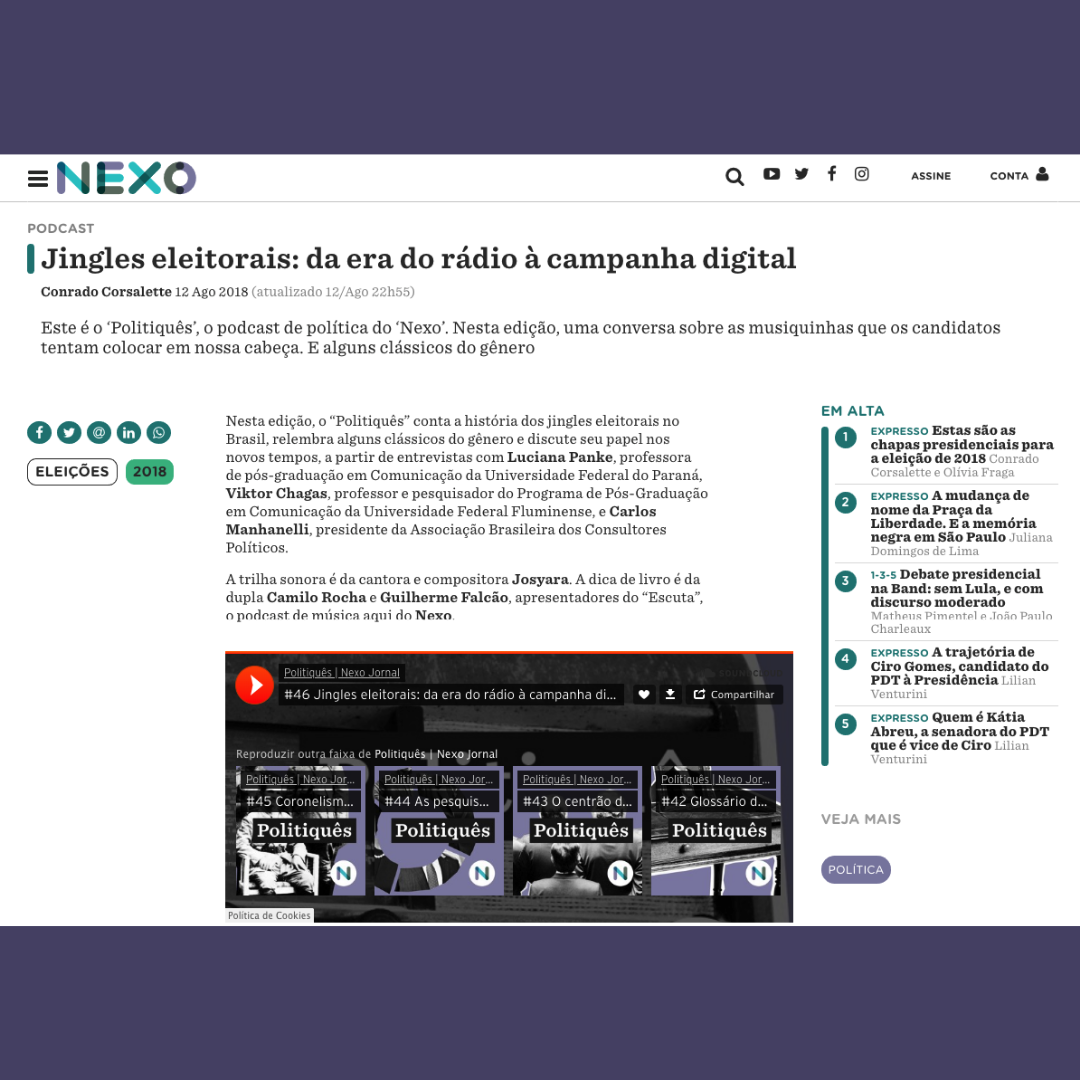 NEXO
ASSINE
CONTA
PODCAST
Jingles eleitorais: da era do rádio à campanha digital
Conrado Corsalette 12 Ago 2018 (atualizado 12/Ago 22h55)
Este é o ‘Politiquês’, o podcast de política do ‘Nexo’. Nesta edição, uma conversa sobre as musiquinhas que os candidatos
tentam colocar em nossa cabeça. E alguns clássicos do gênero
ELEIÇÕES
2018
Nesta edição, o “Politiquês” conta a história dos jingles eleitorais no
Brasil, relembra alguns clássicos do gênero e discute seu papel nos
novos tempos, a partir de entrevistas com Luciana Panke, professora
de pós-graduação em Comunicação da Universidade Federal do Paraná,
Viktor Chagas, professor e pesquisador do Programa de Pós-Graduação
em Comunicação da Universidade Federal Fluminense, e Carlos
Manhanelli, presidente da Associação Brasileira dos Consultores
Políticos.
A trilha sonora é da cantora e compositora Josyara. A dica de livro é da
dupla Camilo Rocha e Guilherme Falcão, apresentadores do “Escuta”,
o podcast de música aqui do Nexo.
Politiquês | Nexo Jornal
#46 Jingles eleitorais: da era do rádio à campanha di...
Compartilhar
Reproduzir outra faixa de Politiquês | Nexo Jornal
Politiquês | Nexo Jor...
#45 Coronelism...
Politiquês
N
Politiquês | Nexo Jor...
#44 As pesquis...
Politiquês
N
Politiquês | Nexo Jor...
#43 O centrão d...
Politiquês
N
Politiquês | Nexo Jor...
#42 Glossário d...
Politiquês
N
Política de Cookies
EM ALTA
1
EXPRESSO Estas são as
chapas presidenciais para
a eleição de 2018 Conrado
Corsalette e Olívia Fraga
2
EXPRESSO A mudança de
nome da Praça da
Liberdade. E a memória
negra em São Paulo Juliana
Domingos de Lima
3
1-3-5 Debate presidencial
na Band: sem Lula, e com
discurso moderado
Matheus Pimentel e João Paulo
Charleaux
4
EXPRESSO A trajetória de
Ciro Gomes, candidato do
PDT à Presidência Lilian
Venturini
5
EXPRESSO Quem é Kátia
Abreu, a senadora do PDT
que é vice de Ciro Lilian
Venturini
VEJA MAIS
POLÍTICA